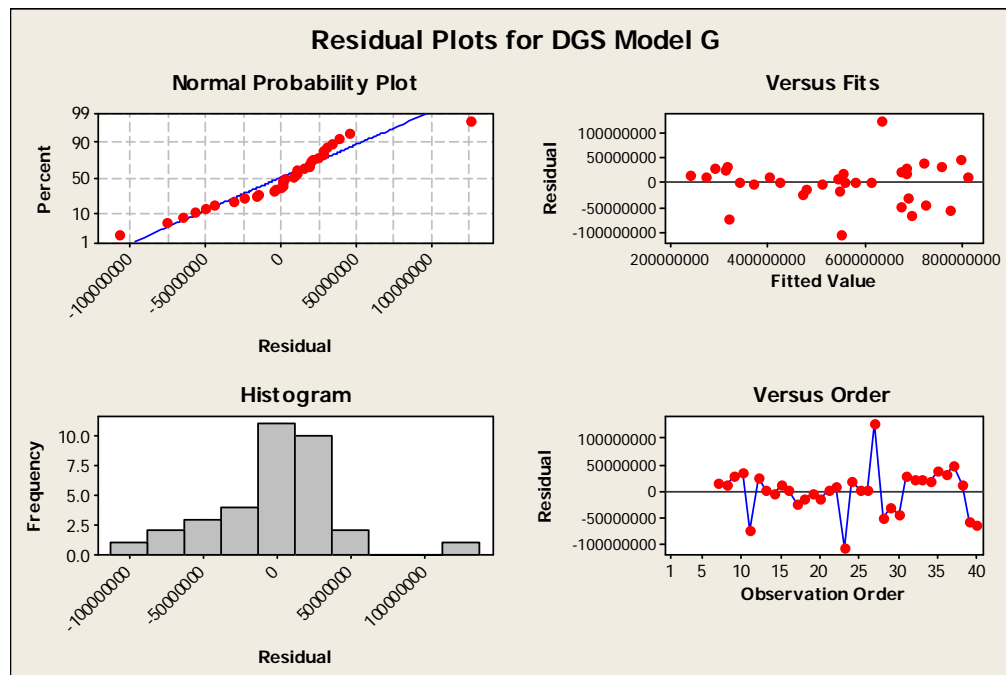 Residual Plots for DGS Model G
Normal Probability Plot
Percent
99
90
50
10
1
-100000000
-50000000
0
50000000
100000000
Residual
Versus Fits
Residual
100000000
50000000
0
-50000000
-100000000
200000000
400000000
600000000
800000000
Fitted Value
Histogram
Frequency
10.0
7.5
5.0
2.5
0.0
-100000000
-50000000
0
50000000
100000000
Residual
Versus Order
Residual
100000000
50000000
0
-50000000
-100000000
1 5 10 15 20 25 30 35 40
Observation Order